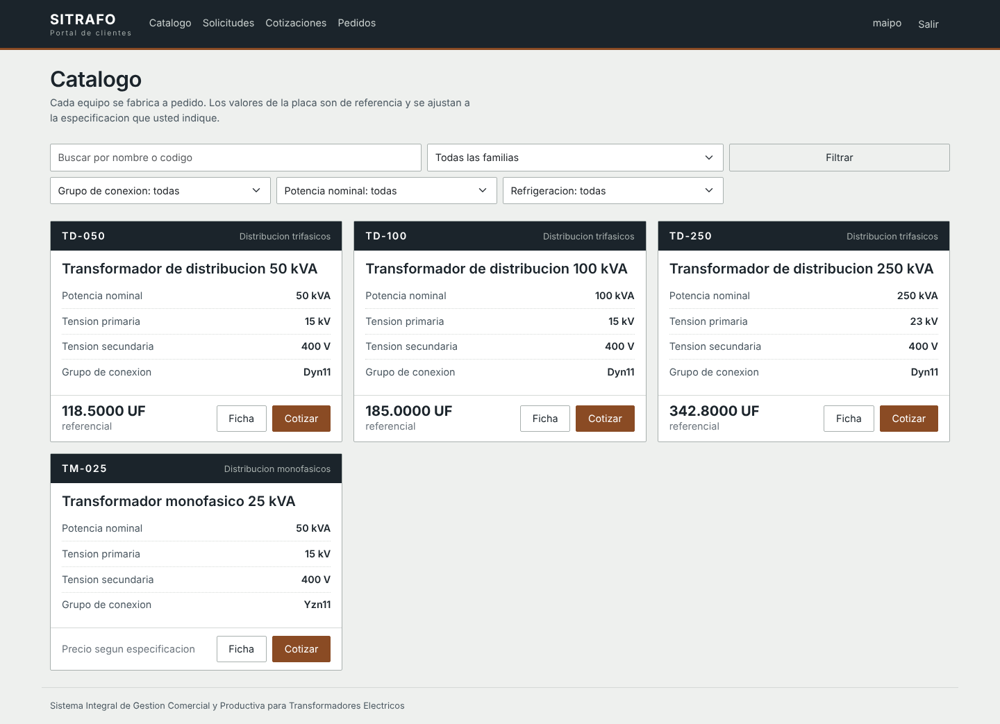 SITRAFO
Portal de clientes
Catalogo Solicitudes Cotizaciones Pedidos
maipo Salir
Catalogo
Cada equipo se fabrica a pedido. Los valores de la placa son de referencia y se ajustan a
la especificacion que usted indique.
Buscar por nombre o codigo
Todas las familias
Filtrar
Grupo de conexion: todas
Potencia nominal: todas
Refrigeracion: todas
TD-050 Distribucion trifasicos
Transformador de distribucion 50 kVA
Potencia nominal 50 kVA
Tension primaria 15 kV
Tension secundaria 400 V
Grupo de conexion Dyn11
118.5000 UF
referencial
Ficha Cotizar
TD-100 Distribucion trifasicos
Transformador de distribucion 100 kVA
Potencia nominal 100 kVA
Tension primaria 15 kV
Tension secundaria 400 V
Grupo de conexion Dyn11
185.0000 UF
referencial
Ficha Cotizar
TD-250 Distribucion trifasicos
Transformador de distribucion 250 kVA
Potencia nominal 250 kVA
Tension primaria 23 kV
Tension secundaria 400 V
Grupo de conexion Dyn11
342.8000 UF
referencial
Ficha Cotizar
TM-025 Distribucion monofasicos
Transformador monofasico 25 kVA
Potencia nominal 50 kVA
Tension primaria 15 kV
Tension secundaria 400 V
Grupo de conexion Yzn11
Precio segun especificacion
Ficha Cotizar
Sistema Integral de Gestion Comercial y Productiva para Transformadores Electricos